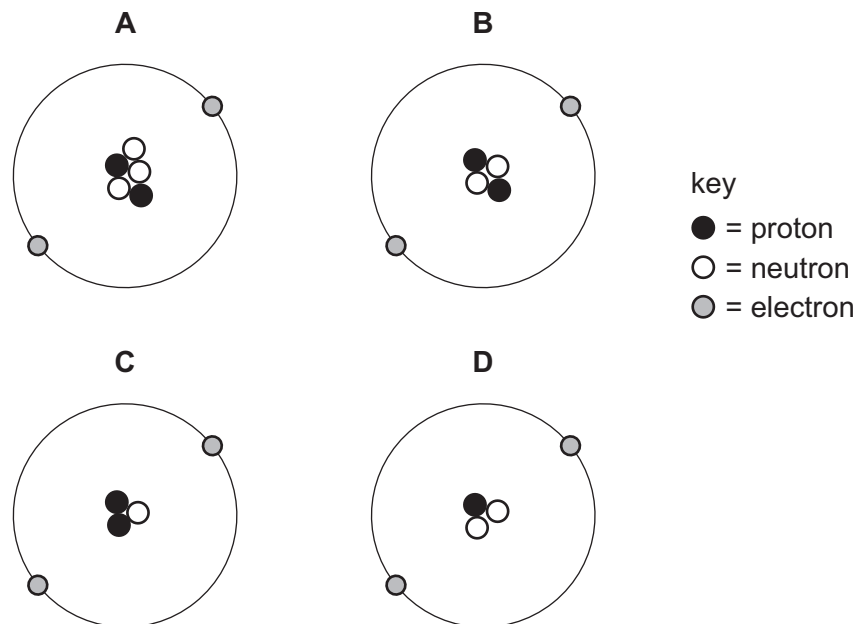 A
B
key
= proton
= neutron
= electron
C
D